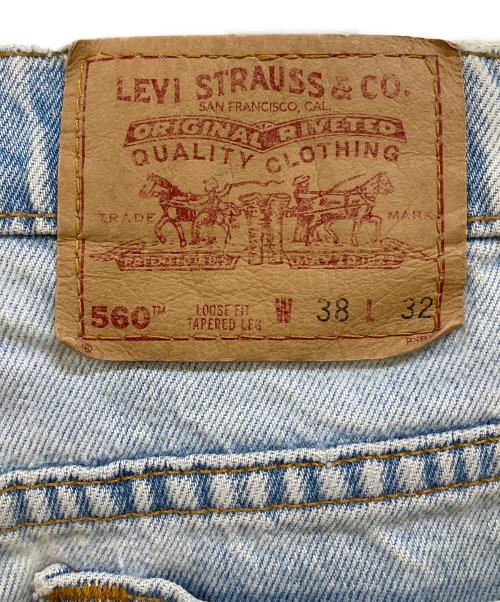 LEVI STRAUSS & CO.
SAN FRANCISCO, CAL.
ORIGINAL RIVETED
QUALITY CLOTHING
TRADE MARK
560™ LOOSE FIT W 38 L 32
TAPERED LEG
®